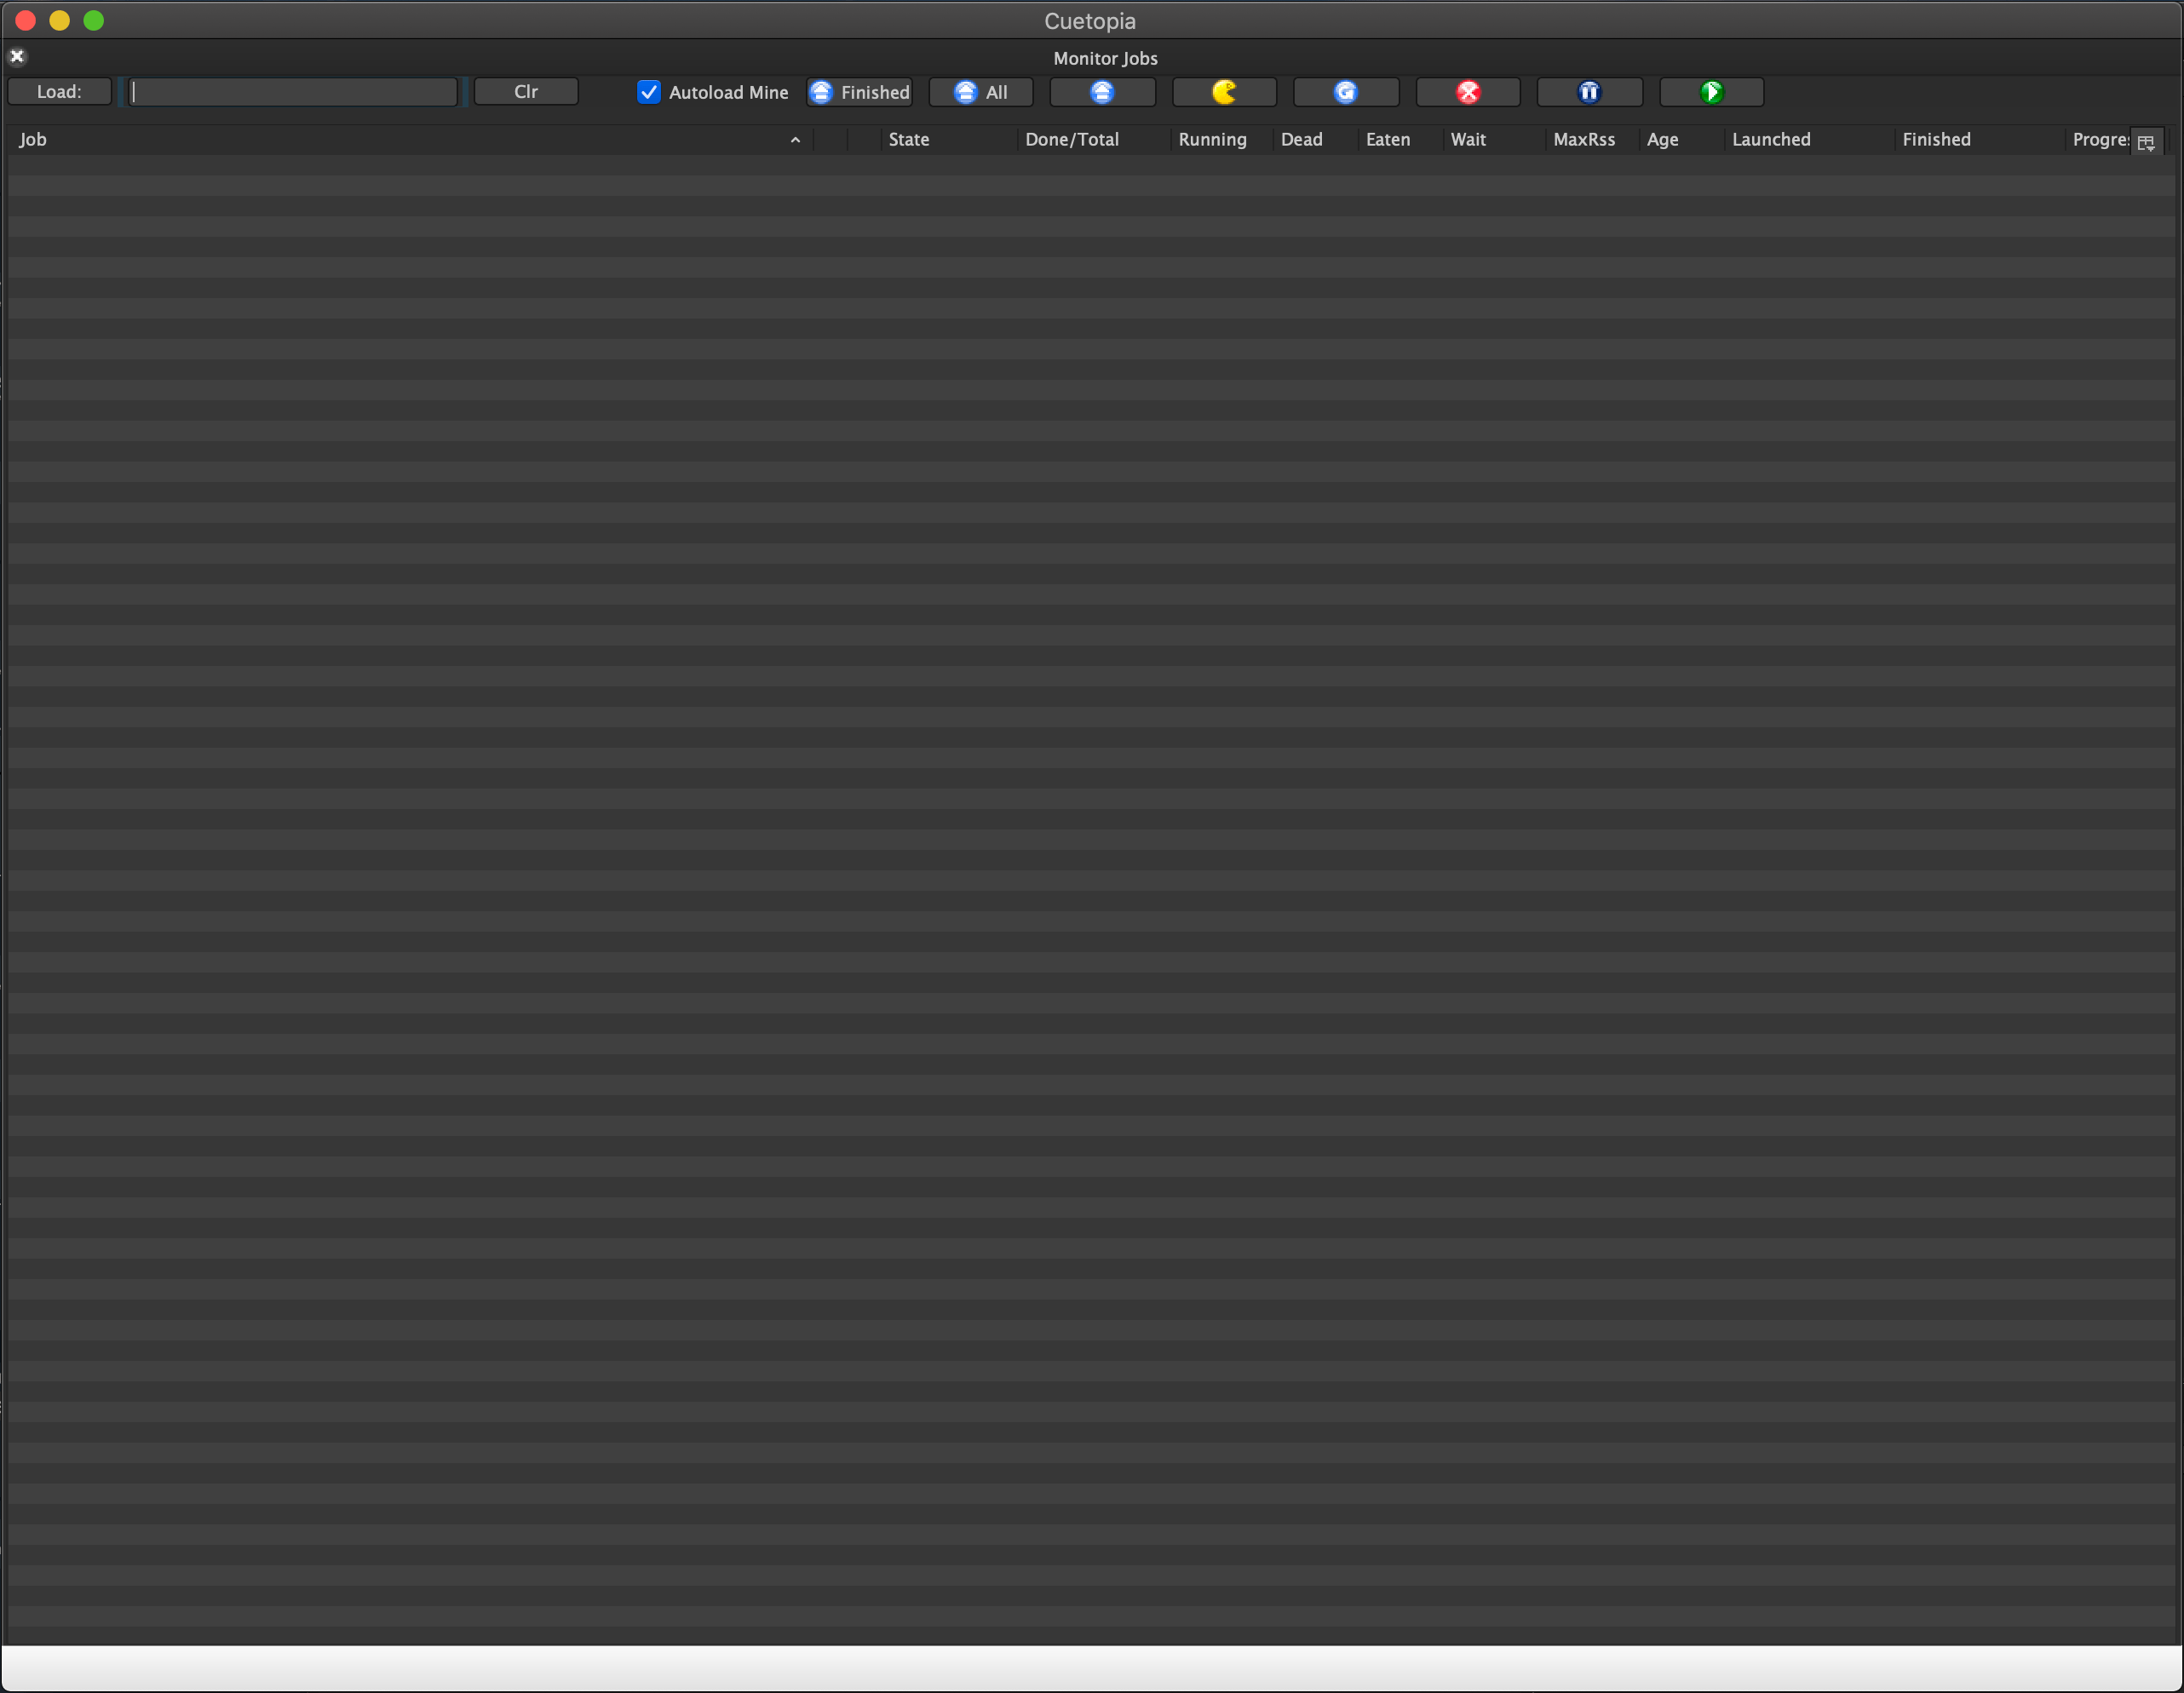 Cuetopia
Monitor Jobs
Load: Clr Autoload Mine Finished All
Job State Done/Total Running Dead Eaten Wait MaxRss Age Launched Finished Progres